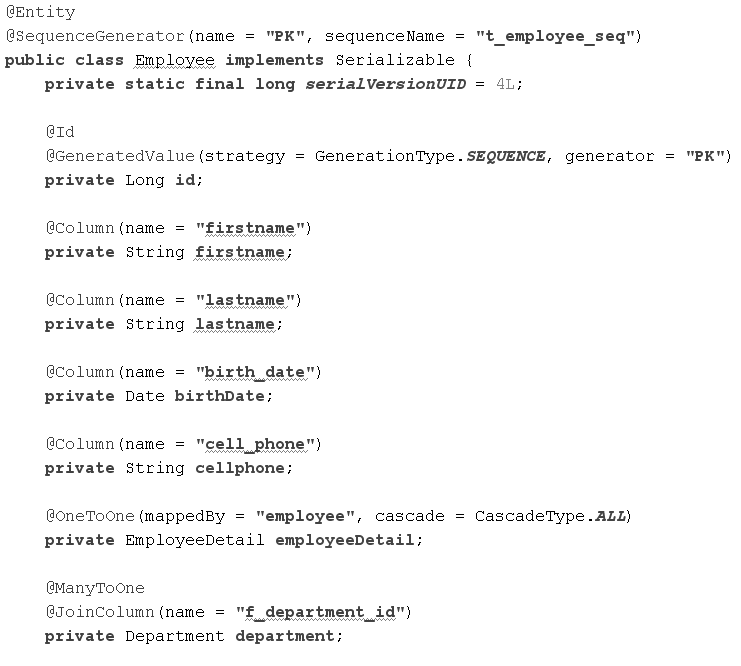 @Entity
@SequenceGenerator(name = "PK", sequenceName = "t_employee_seq")
public class Employee implements Serializable {
    private static final long serialVersionUID = 4L;

    @Id
    @GeneratedValue(strategy = GenerationType.SEQUENCE, generator = "PK")
    private Long id;

    @Column(name = "firstname")
    private String firstname;

    @Column(name = "lastname")
    private String lastname;

    @Column(name = "birth_date")
    private Date birthDate;

    @Column(name = "cell_phone")
    private String cellphone;

    @OneToOne(mappedBy = "employee", cascade = CascadeType.ALL)
    private EmployeeDetail employeeDetail;

    @ManyToOne
    @JoinColumn(name = "f_department_id")
    private Department department;